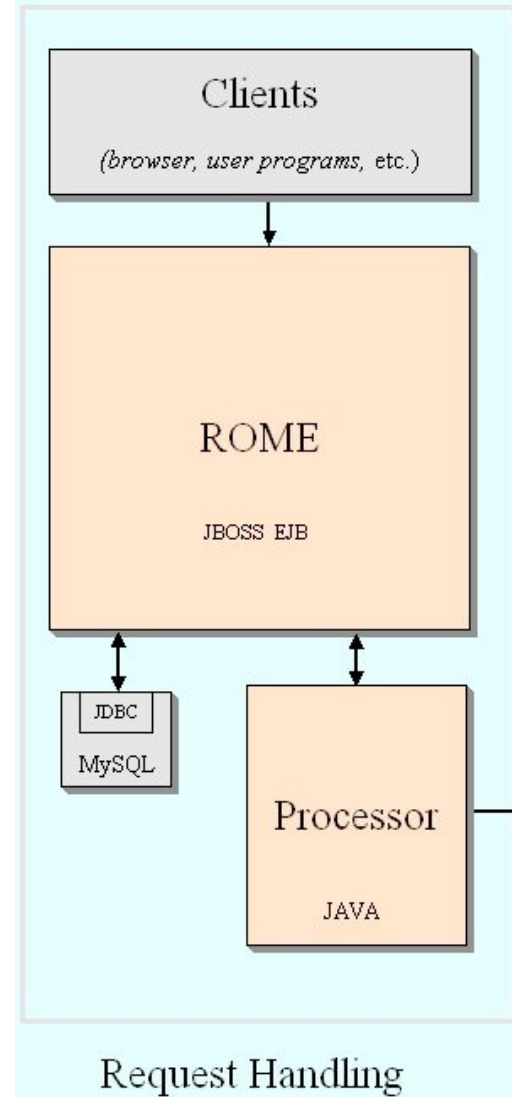 Clients
(browser, user programs, etc.)
ROME
JBOSS EJB
JDBC
MySQL
Processor
JAVA
Request Handling